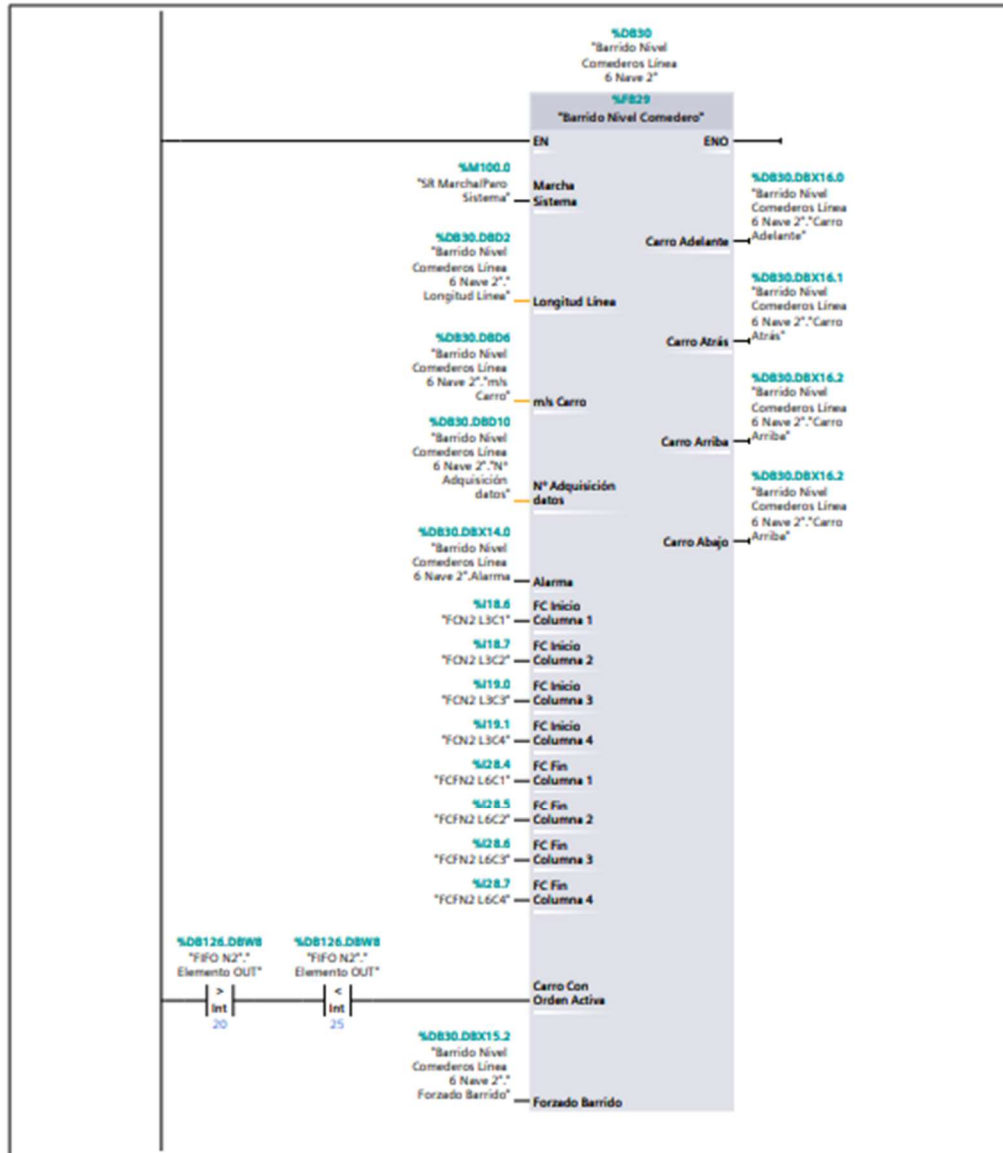 %DB30
"Barrido Nivel
Comederos Línea
6 Nave 2"
%FB29
"Barrido Nivel Comedero"
EN
ENO
%M100.0
"SR Marcha/Paro
Sistema"
Marcha
Sistema
%DB30.DBX16.0
"Barrido Nivel
Comederos Línea
6 Nave 2"."Carro
Adelante"
Carro Adelante
%DB30.DBD2
"Barrido Nivel
Comederos Línea
6 Nave 2"."
Longitud Línea"
Longitud Línea
%DB30.DBX16.1
"Barrido Nivel
Comederos Línea
6 Nave 2"."Carro
Atrás"
Carro Atrás
%DB30.DBD6
"Barrido Nivel
Comederos Línea
6 Nave 2"."m/s
Carro"
m/s Carro
%DB30.DBX16.2
"Barrido Nivel
Comederos Línea
6 Nave 2"."Carro
Arriba"
Carro Arriba
%DB30.DBD10
"Barrido Nivel
Comederos Línea
6 Nave 2"."Nº
Adquisición
datos"
Nº Adquisición
datos
%DB30.DBX16.2
"Barrido Nivel
Comederos Línea
6 Nave 2"."Carro
Arriba"
Carro Abajo
%DB30.DBX14.0
"Barrido Nivel
Comederos Línea
6 Nave 2".Alarma
Alarma
%I18.6
"FCN2 L3C1"
FC Inicio
Columna 1
%I18.7
"FCN2 L3C2"
FC Inicio
Columna 2
%I19.0
"FCN2 L3C3"
FC Inicio
Columna 3
%I19.1
"FCN2 L3C4"
FC Inicio
Columna 4
%I28.4
"FCFN2 L6C1"
FC Fin
Columna 1
%I28.5
"FCFN2 L6C2"
FC Fin
Columna 2
%I28.6
"FCFN2 L6C3"
FC Fin
Columna 3
%I28.7
"FCFN2 L6C4"
FC Fin
Columna 4
%DB126.DBW8
"FIFO N2"."
Elemento OUT"
>
Int
20
%DB126.DBW8
"FIFO N2"."
Elemento OUT"
<
Int
25
Carro Con
Orden Activa
%DB30.DBX15.2
"Barrido Nivel
Comederos Línea
6 Nave 2"."
Forzado Barrido"
Forzado Barrido